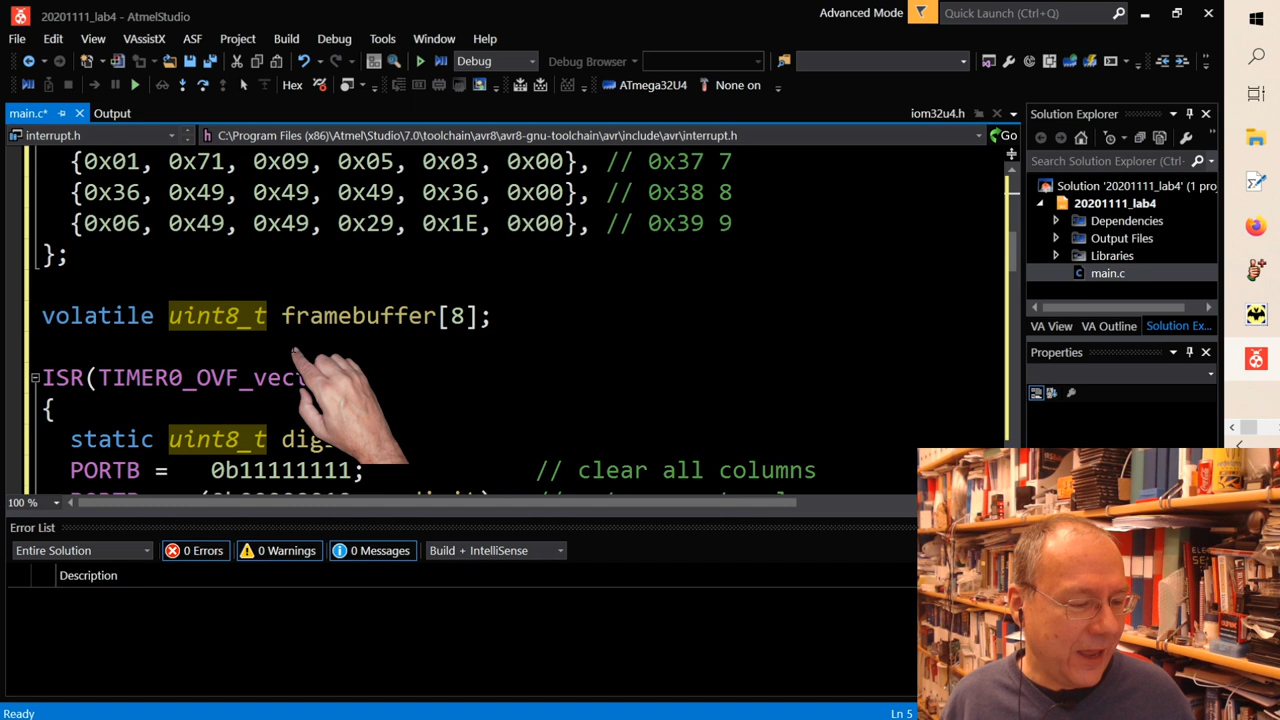 20201111_lab4 - AtmelStudio
Advanced Mode
Quick Launch (Ctrl+Q)
File Edit View VAssistX ASF Project Build Debug Tools Window Help
Debug Debug Browser
Hex ATmega32U4 None on
main.c* Output iom32u4.h
interrupt.h C:\Program Files (x86)\Atmel\Studio\7.0\toolchain\avr8\avr8-gnu-toolchain\avr\include\avr\interrupt.h Go
{0x01, 0x71, 0x09, 0x05, 0x03, 0x00}, // 0x37 7
{0x36, 0x49, 0x49, 0x49, 0x36, 0x00}, // 0x38 8
{0x06, 0x49, 0x49, 0x29, 0x1E, 0x00}, // 0x39 9
};
volatile uint8_t framebuffer[8];
ISR(TIMER0_OVF_vect
{
static uint8_t dig
PORTB = 0b11111111; // clear all columns
100 %
Solution Explorer
Search Solution Explorer (Ctrl-
Solution '20201111_lab4' (1 proj
20201111_lab4
Dependencies
Output Files
Libraries
main.c
VA View VA Outline Solution Ex...
Properties
Error List
Entire Solution 0 Errors 0 Warnings 0 Messages Build + IntelliSense
Description
Ready Ln 5